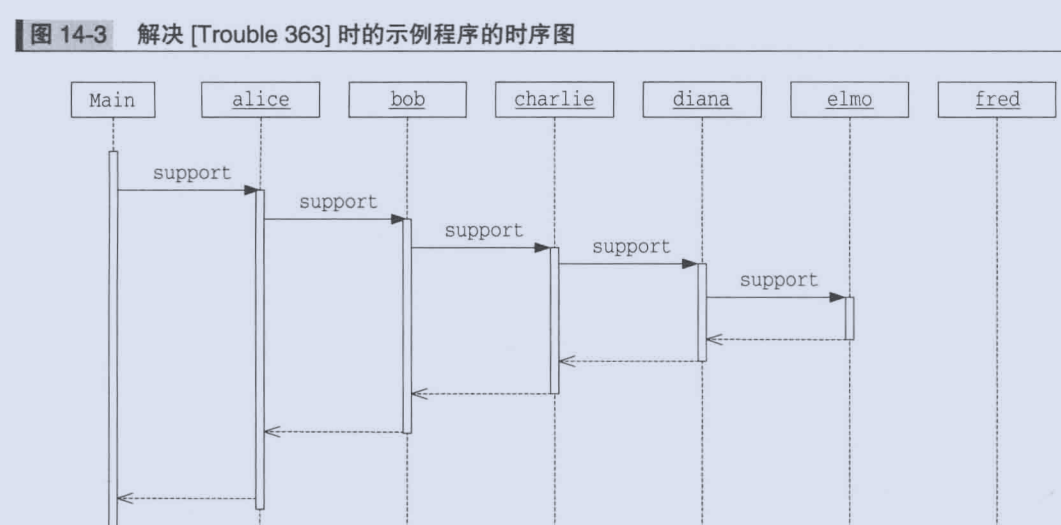 图 14-3 解决 [Trouble 363] 时的示例程序的时序图
Main alice bob charlie diana elmo fred
support
support
support
support
support